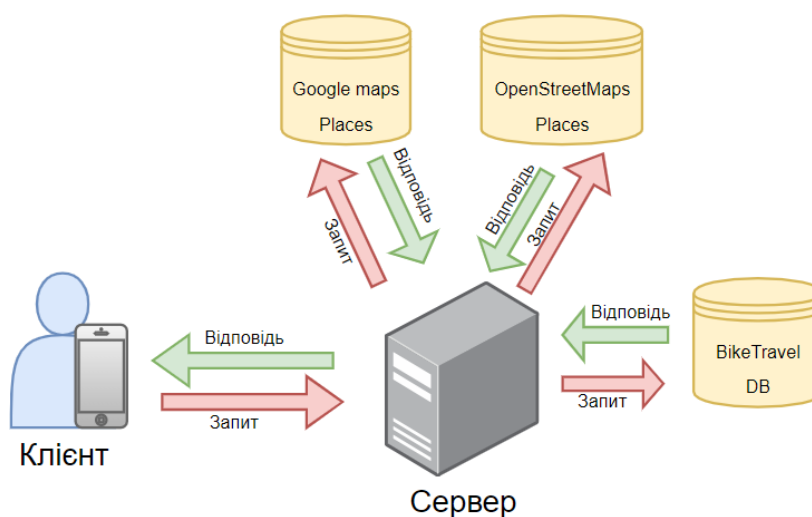 Google maps
Places
OpenStreetMaps
Places
Відповідь
Запит
Відповідь
Запит
Відповідь
BikeTravel
DB
Запит
Відповідь
Запит
Клієнт
Сервер